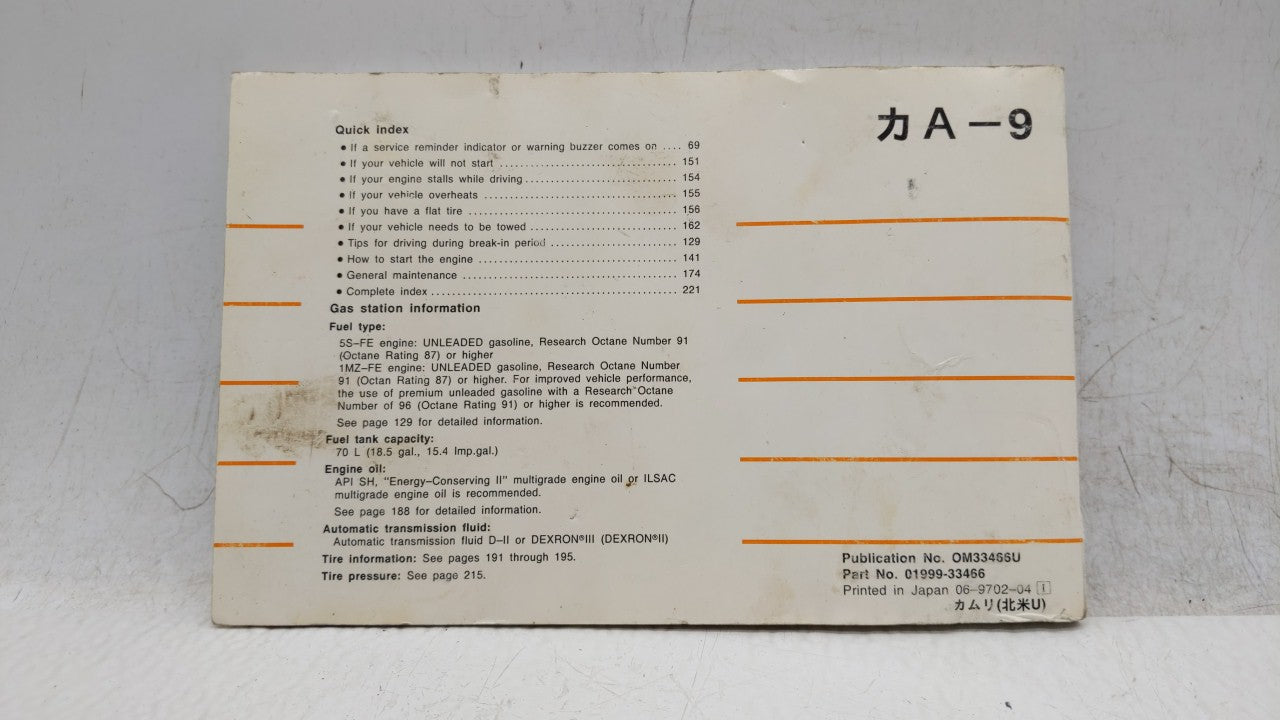 カA－9
Quick index
● If a service reminder indicator or warning buzzer comes on .... 69
● If your vehicle will not start ........................................ 151
● If your engine stalls while driving.................................. 154
● If your vehicle overheats ........................................... 155
● If you have a flat tire .............................................. 156
● If your vehicle needs to be towed ................................. 162
● Tips for driving during break-in period ............................ 129
● How to start the engine ............................................ 141
● General maintenance ............................................... 174
● Complete index..................................................... 221
Gas station information
Fuel type:
5S–FE engine: UNLEADED gasoline, Research Octane Number 91
(Octane Rating 87) or higher
1MZ–FE engine: UNLEADED gasoline, Research Octane Number
91 (Octan Rating 87) or higher. For improved vehicle performance,
the use of premium unleaded gasoline with a Research Octane
Number of 96 (Octane Rating 91) or higher is recommended.
See page 129 for detailed information.
Fuel tank capacity:
70 L (18.5 gal., 15.4 Imp.gal.)
Engine oil:
API SH, “Energy–Conserving II” multigrade engine oil or ILSAC
multigrade engine oil is recommended.
See page 188 for detailed information.
Automatic transmission fluid:
Automatic transmission fluid D–II or DEXRON®III (DEXRON®II)
Tire information: See pages 191 through 195.
Tire pressure: See page 215.
Publication No. OM33466U
Part No. 01999-33466
Printed in Japan 06–9702–04 1
カムリ(北米U)